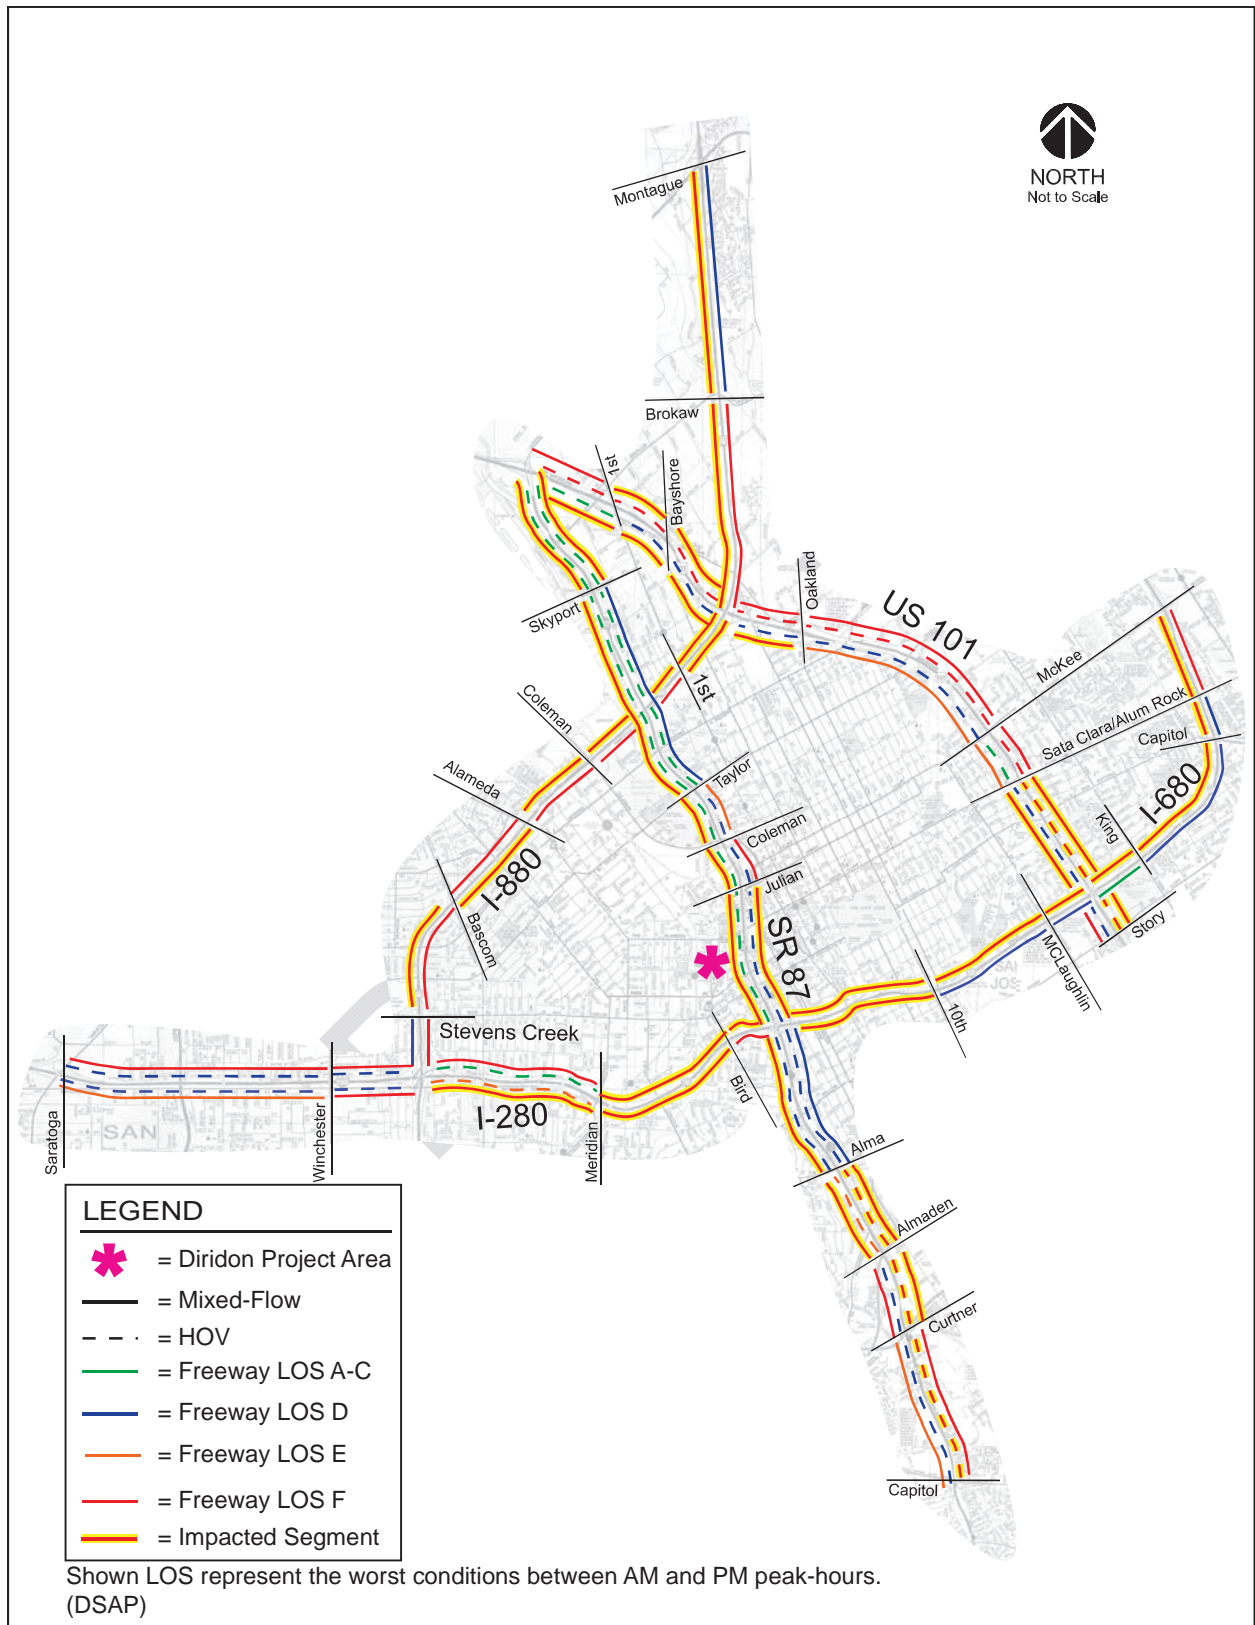 NORTH
Not to Scale
Montague
Brokaw
1st
Bayshore
Oakland
US 101
Skyport
McKee
1st
Sata Clara/Alum Rock
Coleman
Capitol
Taylor
Alameda
I-680
King
Coleman
I-880
Julian
Bascom
SR 87
Story
MCLaughlin
SAN
JOS
10th
Stevens Creek
Bird
I-280
SAN
Saratoga
Winchester
Meridian
Alma
Almaden
Curtner
Capitol
LEGEND
= Diridon Project Area
= Mixed-Flow
= HOV
= Freeway LOS A-C
= Freeway LOS D
= Freeway LOS E
= Freeway LOS F
= Impacted Segment
Shown LOS represent the worst conditions between AM and PM peak-hours.
(DSAP)